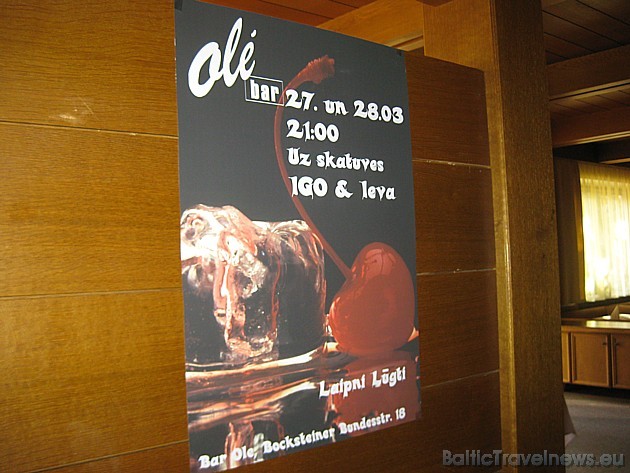 olé
bar
27. un 28.03
21:00
Uz skatuves
IGO & Ieva
Laipni Lūgti
Bar Ole, Bocksteiner Bundesstr. 18
BalticTravelnews.eu